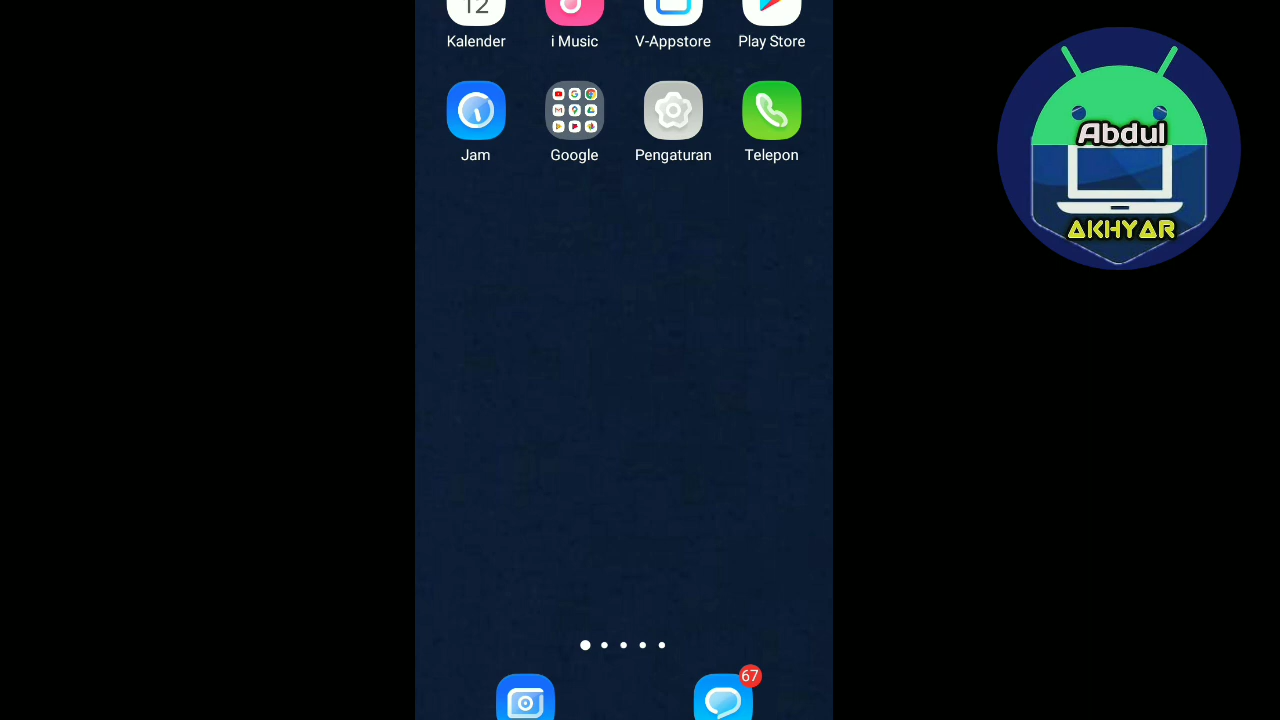 12
Kalender
i Music
V-Appstore
Play Store
Jam
Google
Pengaturan
Telepon
67
Abdul
AKHYAR